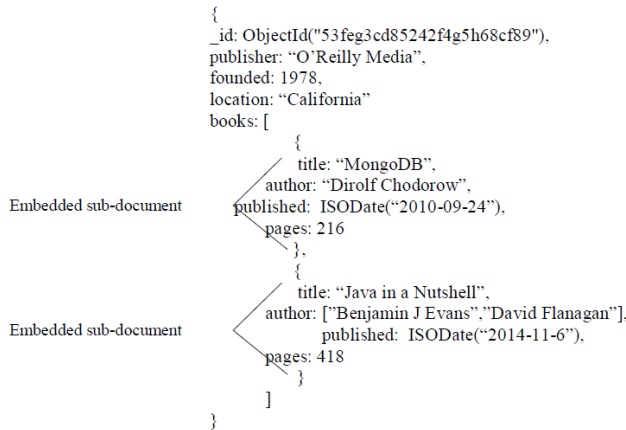 {
_id: ObjectId("53feg3cd85242f4g5h68cf89"),
publisher: “O’Reilly Media”,
founded: 1978,
location: “California”
books: [
{
title: “MongoDB”,
author: “Dirolf Chodorow”,
Embedded sub-document published: ISODate(“2010-09-24”),
pages: 216
},
{
title: “Java in a Nutshell”,
author: [”Benjamin J Evans”,”David Flanagan”],
Embedded sub-document published: ISODate(“2014-11-6”),
pages: 418
}
]
}